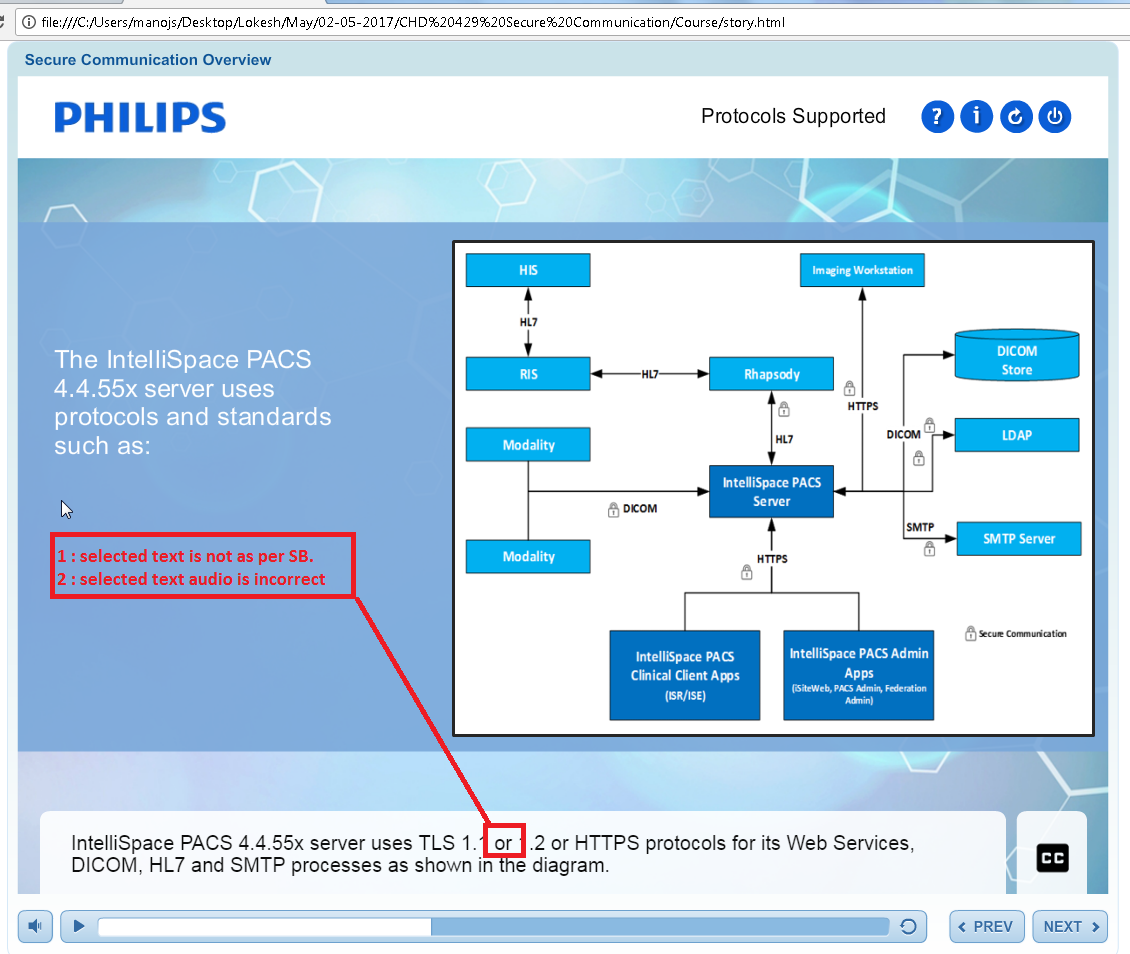 file:///C:/Users/manojs/Desktop/Lokesh/May/02-05-2017/CHD%20429%20Secure%20Communication/Course/story.html
Secure Communication Overview
PHILIPS
Protocols Supported
? i
The IntelliSpace PACS
4.4.55x server uses
protocols and standards
such as:
1 : selected text is not as per SB.
2 : selected text audio is incorrect
HIS
Imaging Workstation
HL7
DICOM
Store
RIS
HL7
Rhapsody
HTTPS
HL7
DICOM
LDAP
Modality
IntelliSpace PACS
Server
DICOM
SMTP
SMTP Server
Modality
HTTPS
Secure Communication
IntelliSpace PACS
Clinical Client Apps
(ISR/ISE)
IntelliSpace PACS Admin
Apps
(iSiteWeb, PACS Admin, Federation
Admin)
IntelliSpace PACS 4.4.55x server uses TLS 1.1 or 1.2 or HTTPS protocols for its Web Services,
DICOM, HL7 and SMTP processes as shown in the diagram.
CC
PREV
NEXT